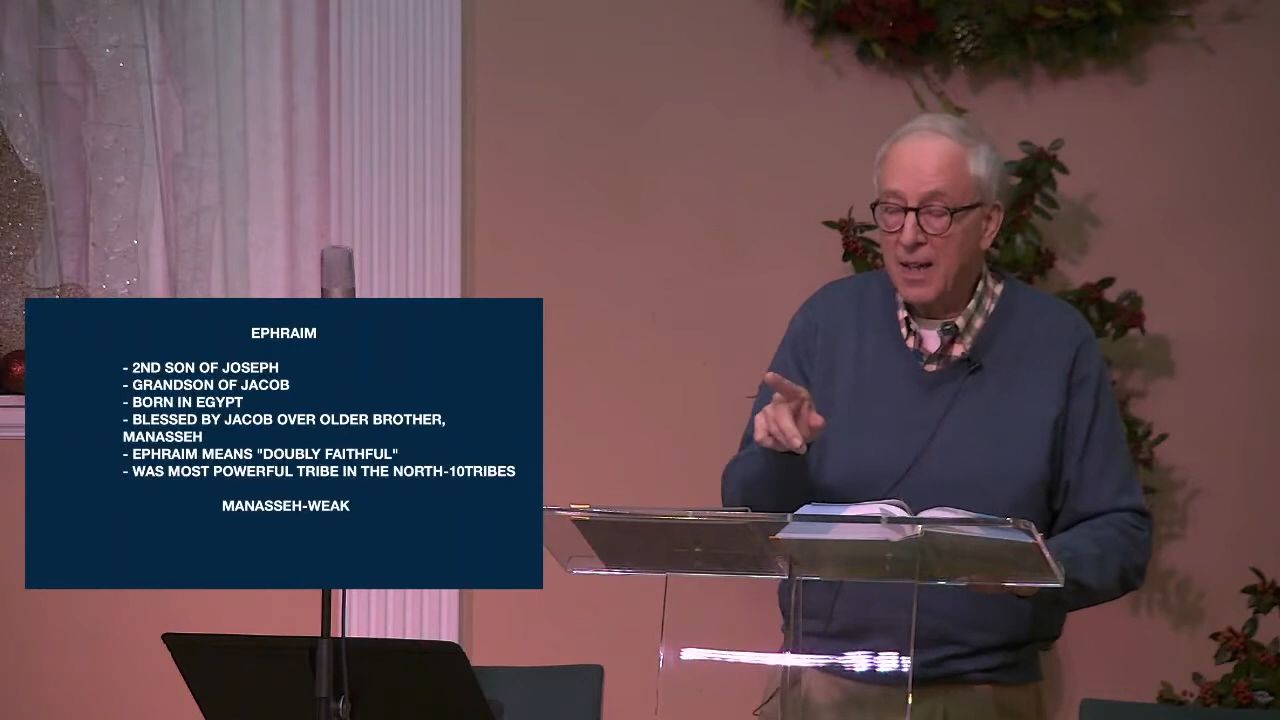 EPHRAIM
- 2ND SON OF JOSEPH
- GRANDSON OF JACOB
- BORN IN EGYPT
- BLESSED BY JACOB OVER OLDER BROTHER,
MANASSEH
- EPHRAIM MEANS "DOUBLY FAITHFUL"
- WAS MOST POWERFUL TRIBE IN THE NORTH-10TRIBES
MANASSEH-WEAK